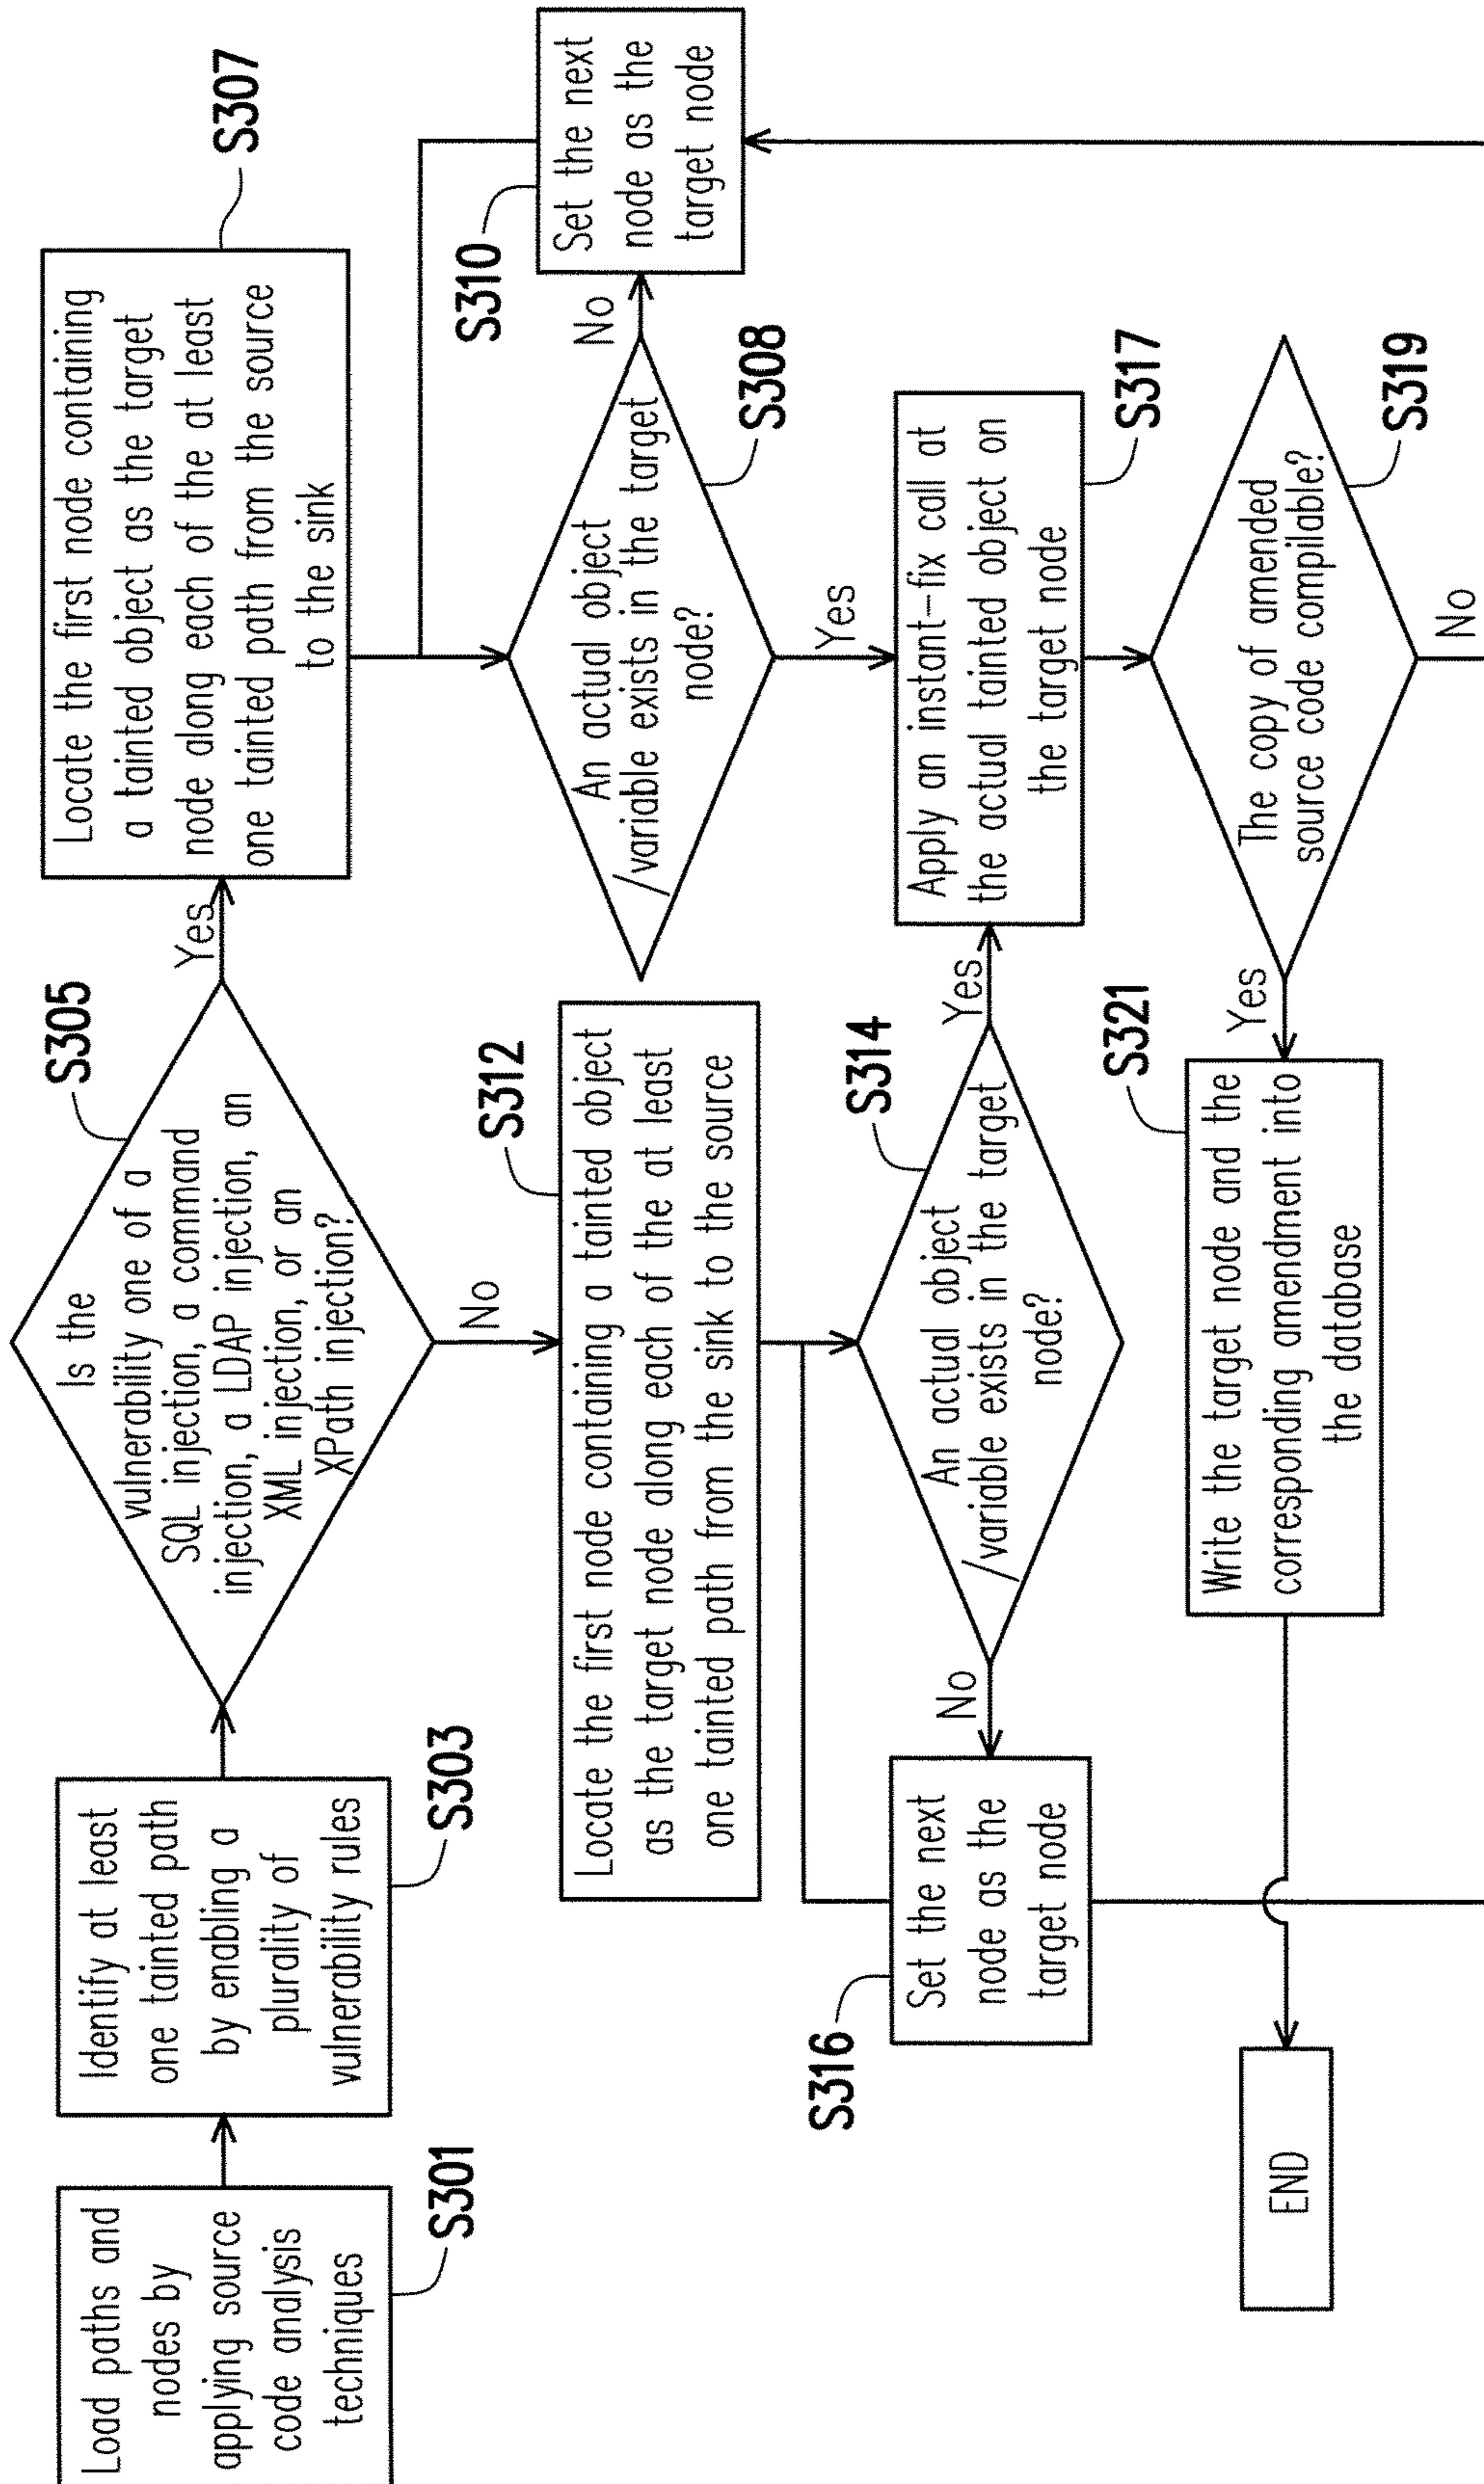 Load paths and
nodes by
applying source
code analysis
techniques
S301
Identify at least
one tainted path
by enabling a
plurality of
vulnerability rules
S303
S305
Is the
vulnerability one of a
SQL injection, a command
injection, a LDAP injection, an
XML injection, or an
XPath injection?
Yes
No
Locate the first node containing
a tainted object as the target
node along each of the at least
one tainted path from the source
to the sink
S307
S312
Locate the first node containing a tainted object
as the target node along each of the at least
one tainted path from the sink to the source
An actual object
/variable exists in the target
node?
S308
No
Yes
S310
Set the next
node as the
target node
S316
Set the next
node as the
target node
No
S314
An actual object
/variable exists in the target
node?
Yes
Apply an instant-fix call at
the actual tainted object on
the target node
S317
END
S321
Write the target node and the
corresponding amendment into
the database
Yes
The copy of amended
source code compilable?
S319
No